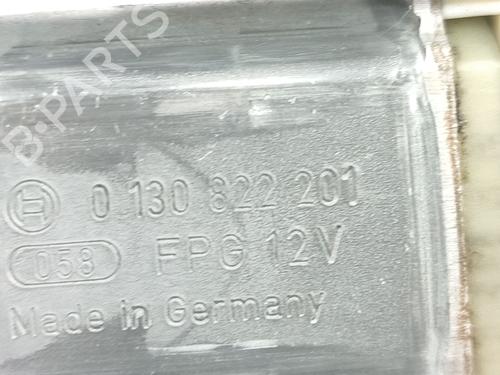 B-PARTS
0 130 822 201
058 FPG 12V
Made in Germany